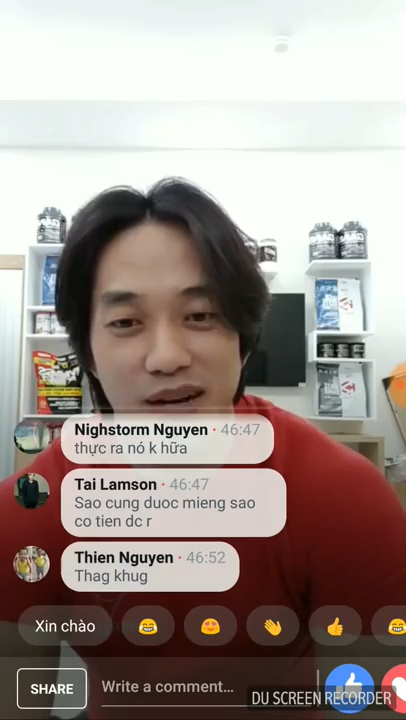 Nighstorm Nguyen • 46:47
thực ra nó k hữa
Tai Lamson • 46:47
Sao cung duoc mieng sao
co tien dc r
Thien Nguyen • 46:52
Thag khug
Xin chào
SHARE
Write a comment...
DU SCREEN RECORDER